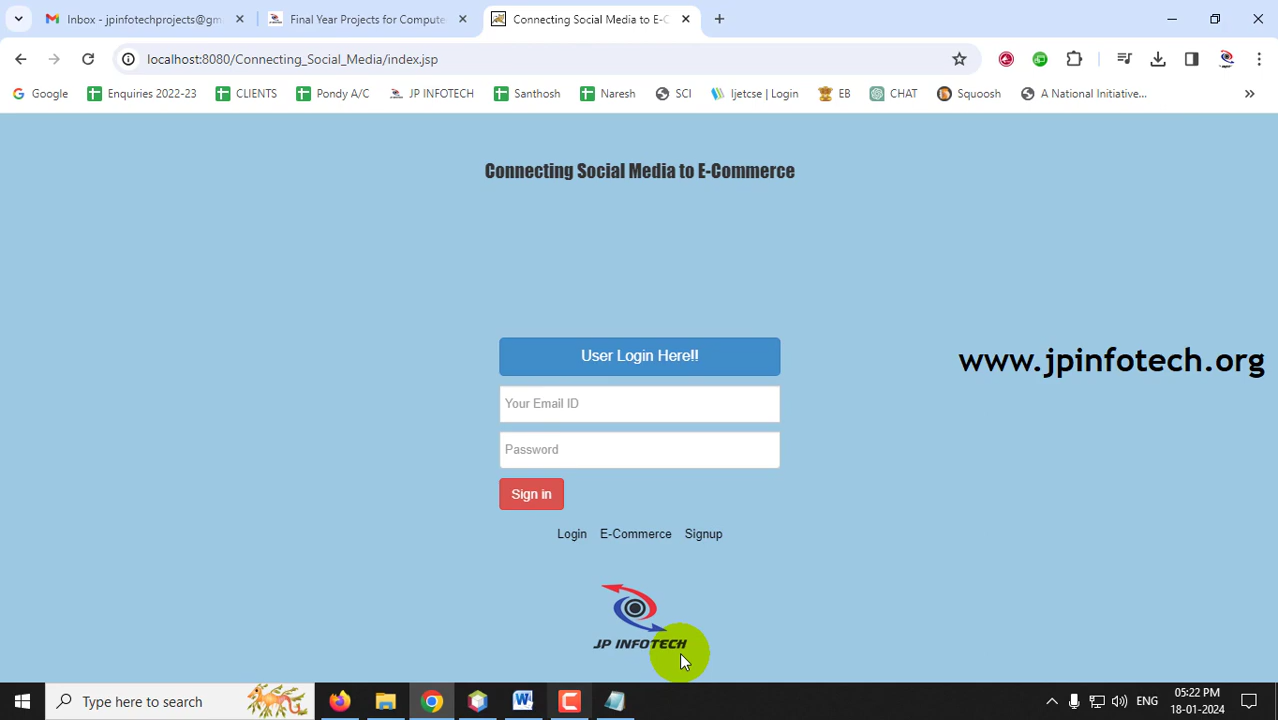 Inbox - jpinfotechprojects@gm
Final Year Projects for Compute
Connecting Social Media to E-C
localhost:8080/Connecting_Social_Media/index.jsp
Google
Enquiries 2022-23
CLIENTS
Pondy A/C
JP INFOTECH
Santhosh
Naresh
SCI
Ijetcse | Login
EB
CHAT
Squoosh
A National Initiative...
Connecting Social Media to E-Commerce
User Login Here!!
www.jpinfotech.org
Your Email ID
Password
Sign in
Login E-Commerce Signup
JP INFOTECH
Type here to search
ENG
05:22 PM
18-01-2024